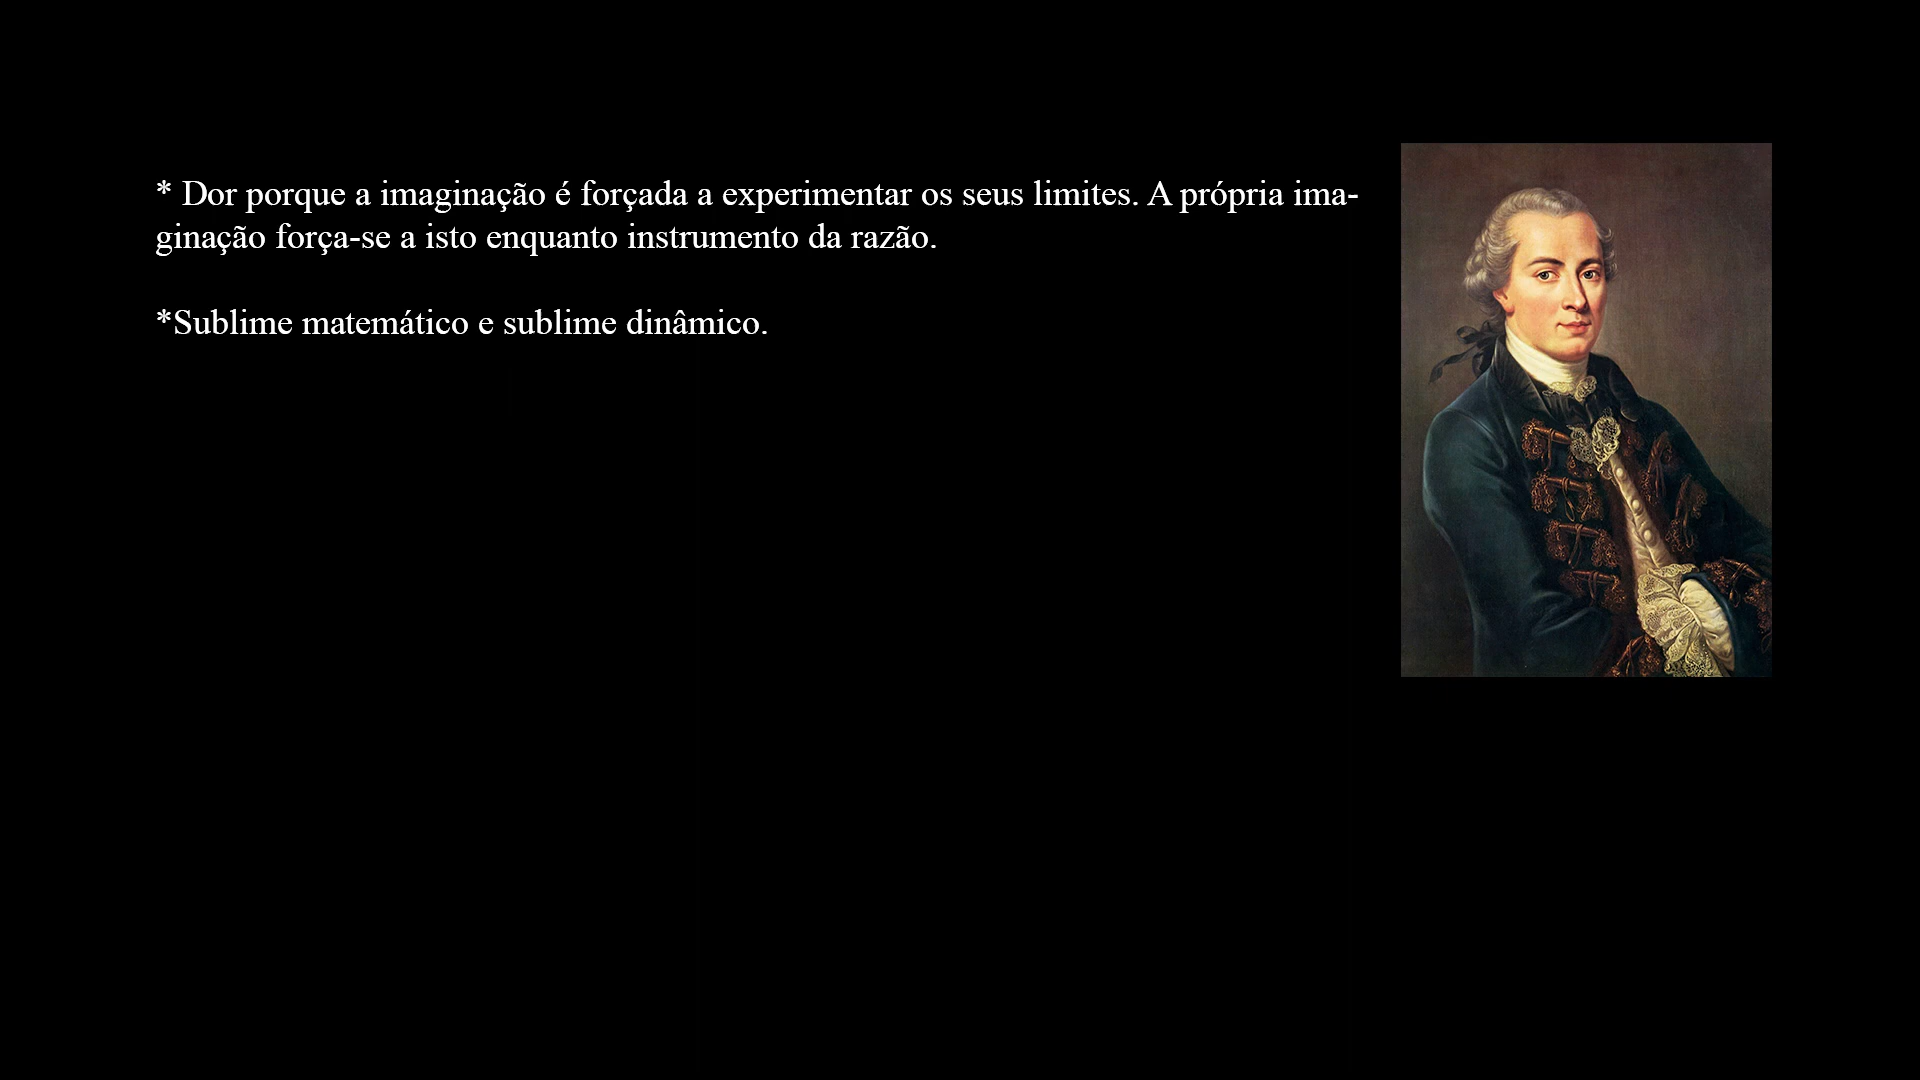 * Dor porque a imaginação é forçada a experimentar os seus limites. A própria ima-
ginação força-se a isto enquanto instrumento da razão.
*Sublime matemático e sublime dinâmico.